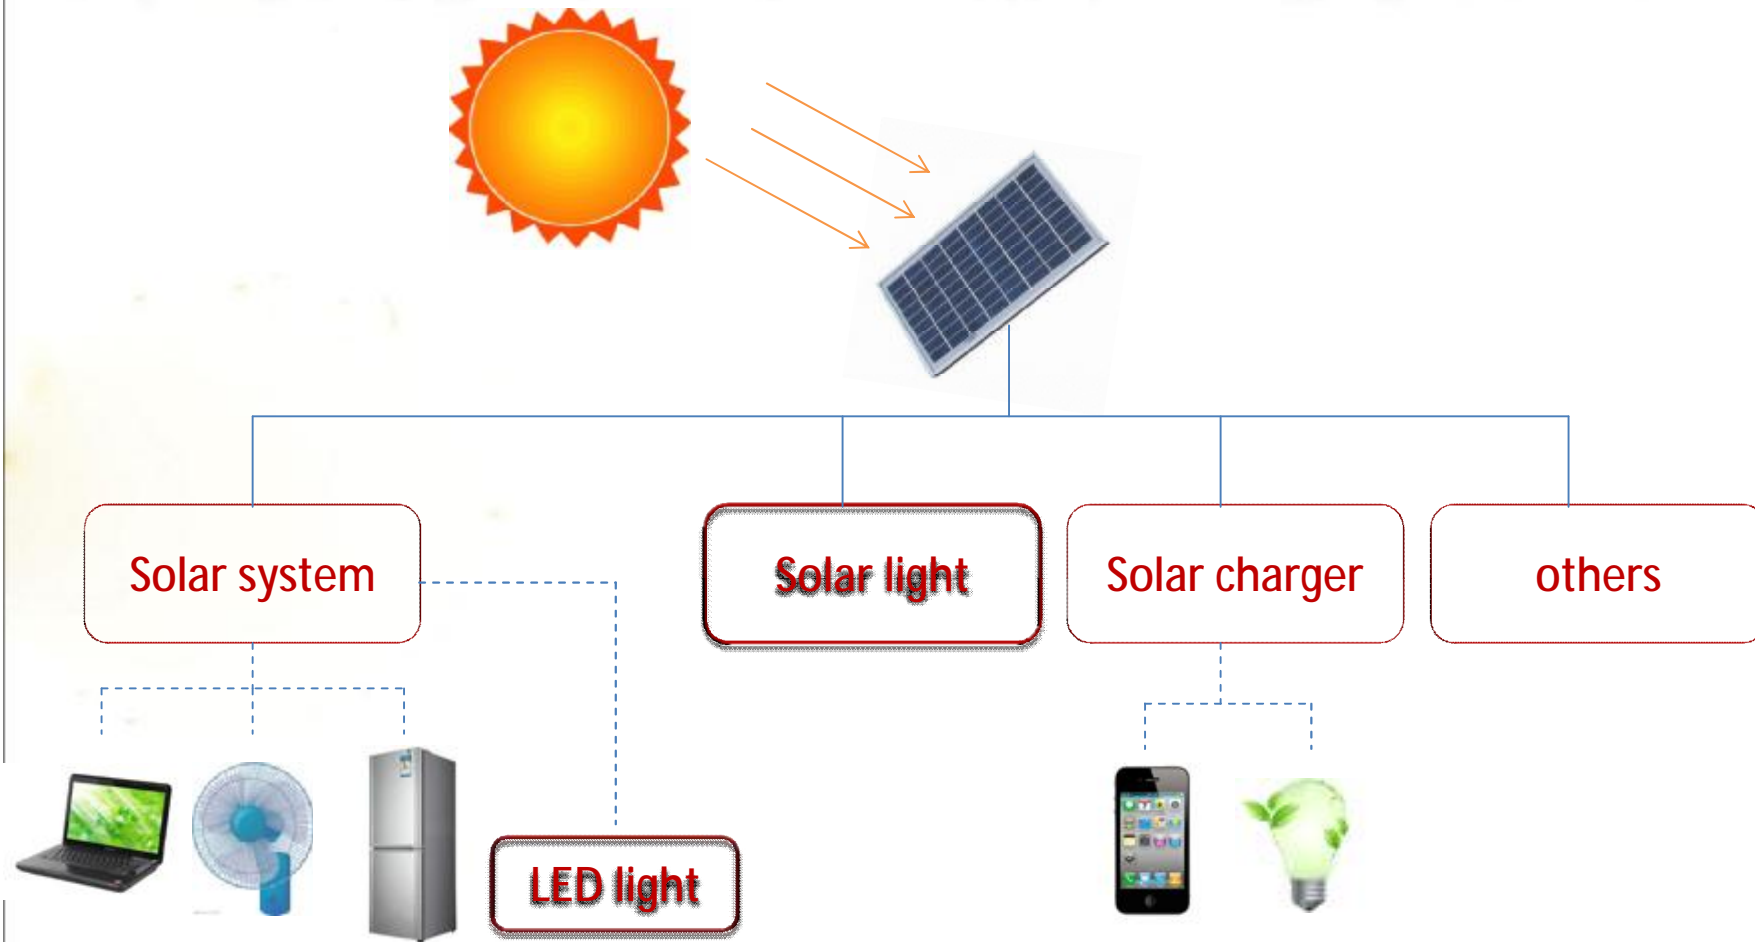 Solar system
Solar light
Solar charger
others
LED light